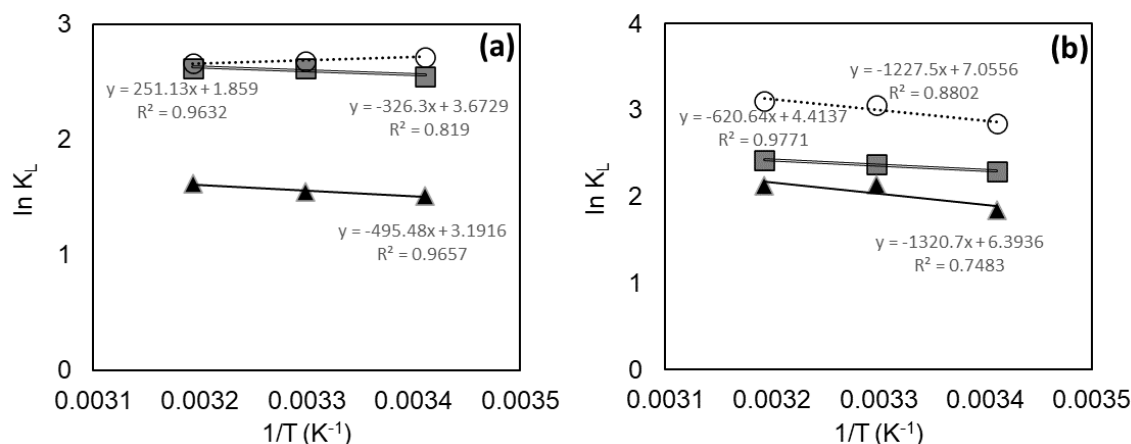 (a)
3
2
1
0
ln K_L
y = 251.13x + 1.859
R² = 0.9632
y = -326.3x + 3.6729
R² = 0.819
y = -495.48x + 3.1916
R² = 0.9657
0.0031 0.0032 0.0033 0.0034 0.0035
1/T (K⁻¹)
(b)
4
3
2
1
0
ln K_L
y = -1227.5x + 7.0556
R² = 0.8802
y = -620.64x + 4.4137
R² = 0.9771
y = -1320.7x + 6.3936
R² = 0.7483
0.0031 0.0032 0.0033 0.0034 0.0035
1/T (K⁻¹)